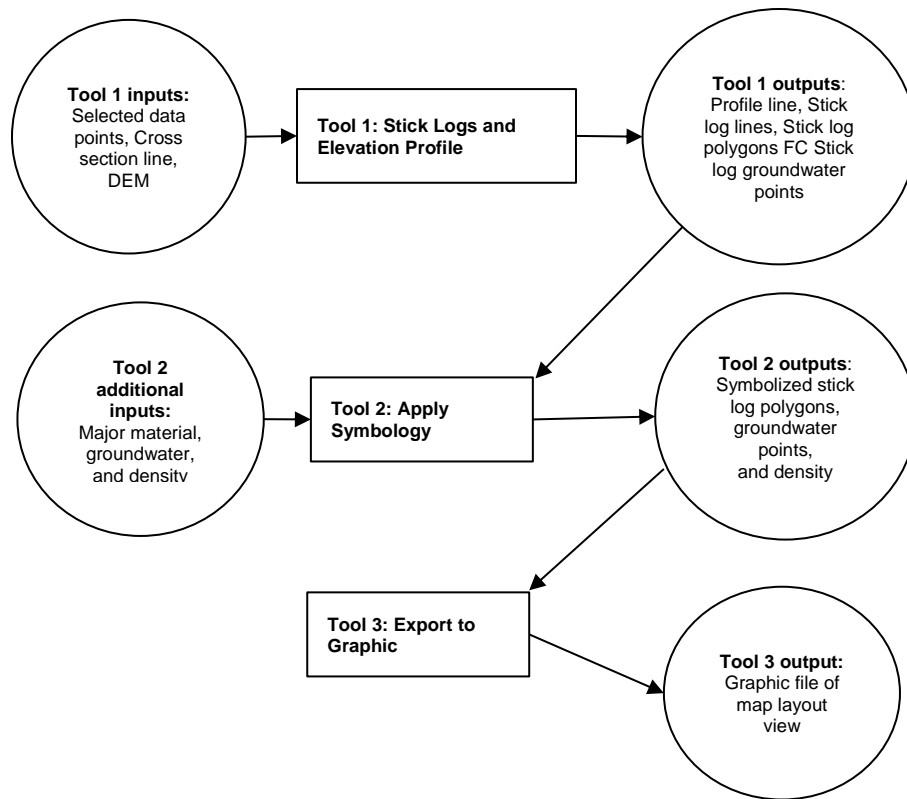 Tool 1 inputs:
Selected data
points, Cross
section line,
DEM
Tool 1: Stick Logs and
Elevation Profile
Tool 1 outputs:
Profile line, Stick
log lines, Stick log
polygons FC Stick
log groundwater
points
Tool 2
additional
inputs:
Major material,
groundwater,
and density
Tool 2: Apply
Symbology
Tool 2 outputs:
Symbolized stick
log polygons,
groundwater
points,
and density
Tool 3: Export to
Graphic
Tool 3 output:
Graphic file of
map layout
view